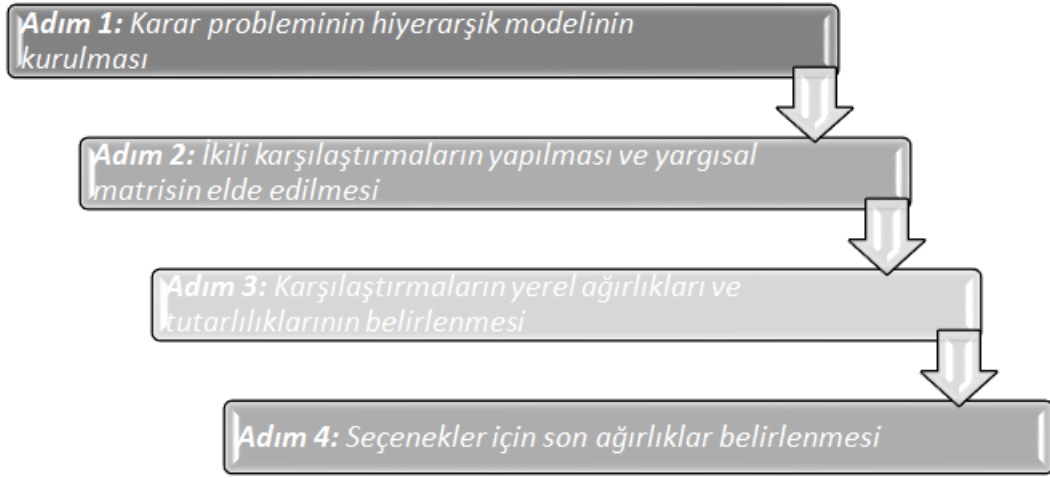 Adım 1: Karar probleminin hiyerarşik modelinin
kurulması
Adım 2: İkili karşılaştırmaların yapılması ve yargısal
matrisin elde edilmesi
Adım 3: Karşılaştırmaların yerel ağırlıkları ve
tutarlılıklarının belirlenmesi
Adım 4: Seçenekler için son ağırlıklar belirlenmesi